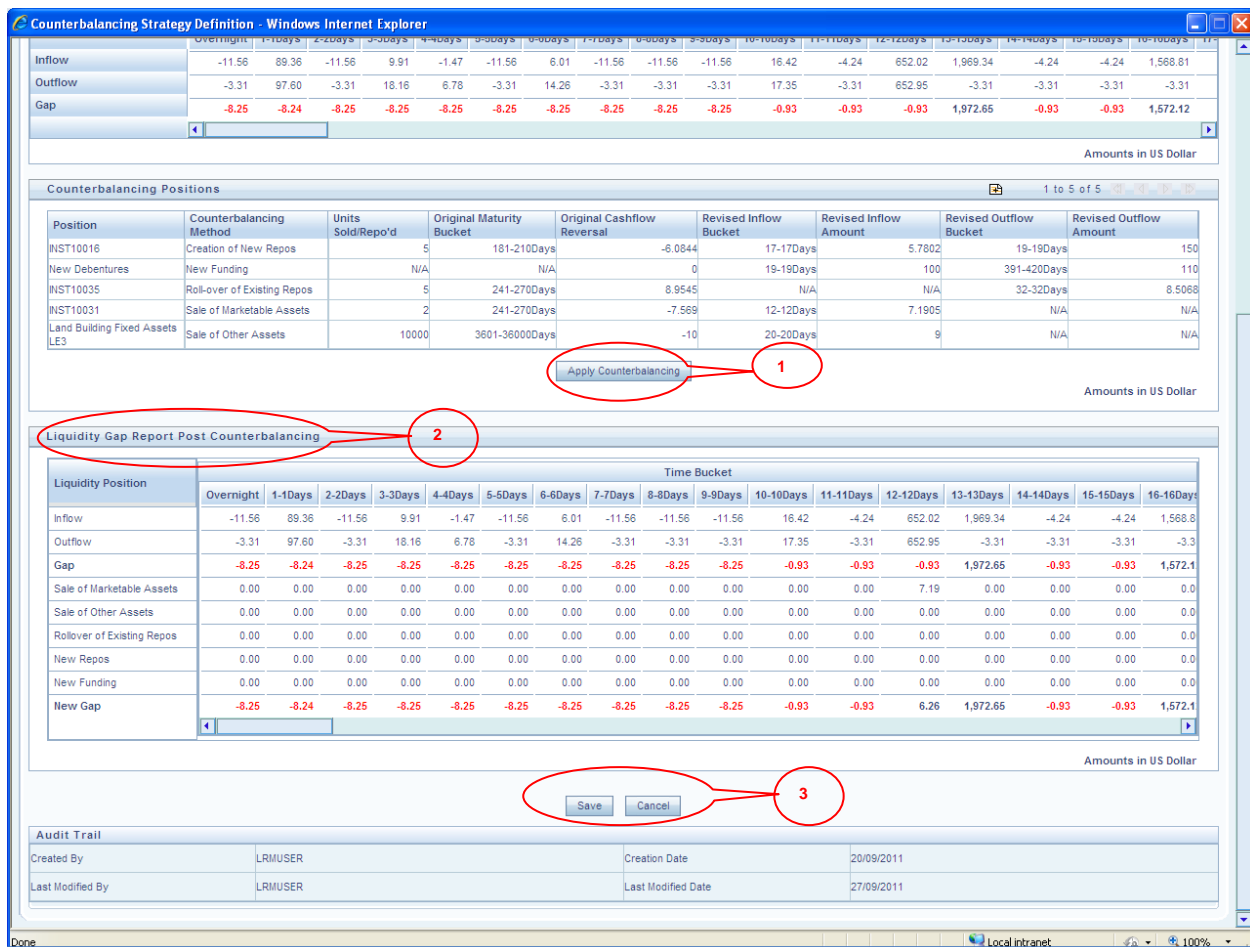 Counterbalancing Strategy Definition - Windows Internet Explorer
Overnight 1-1Days 2-2Days 3-3Days 4-4Days 5-5Days 6-6Days 7-7Days 8-8Days 9-9Days 10-10Days 11-11Days 12-12Days 13-13Days 14-14Days 15-15Days 16-16Days 17-
Inflow -11.56 89.36 -11.56 9.91 -1.47 -11.56 6.01 -11.56 -11.56 -11.56 16.42 -4.24 652.02 1,969.34 -4.24 -4.24 1,568.81
Outflow -3.31 97.60 -3.31 18.16 6.78 -3.31 14.26 -3.31 -3.31 -3.31 17.35 -3.31 652.95 -3.31 -3.31 -3.31 -3.31
Gap -8.25 -8.24 -8.25 -8.25 -8.25 -8.25 -8.25 -8.25 -8.25 -8.25 -0.93 -0.93 -0.93 1,972.65 -0.93 -0.93 1,572.12
Amounts in US Dollar
Counterbalancing Positions 1 to 5 of 5
Position Counterbalancing Method Units Sold/Repo'd Original Maturity Bucket Original Cashflow Reversal Revised Inflow Bucket Revised Inflow Amount Revised Outflow Bucket Revised Outflow Amount
INST10016 Creation of New Repos 5 181-210Days -6.0844 17-17Days 5.7802 19-19Days 150
New Debentures New Funding N/A N/A 0 19-19Days 100 391-420Days 110
INST10035 Roll-over of Existing Repos 5 241-270Days 8.9545 N/A N/A 32-32Days 8.5068
INST10031 Sale of Marketable Assets 2 241-270Days -7.569 12-12Days 7.1905 N/A N/A
Land Building Fixed Assets LE3 Sale of Other Assets 10000 3601-36000Days -10 20-20Days 9 N/A N/A
Apply Counterbalancing 1
Amounts in US Dollar
Liquidity Gap Report Post Counterbalancing 2
Liquidity Position Time Bucket
Overnight 1-1Days 2-2Days 3-3Days 4-4Days 5-5Days 6-6Days 7-7Days 8-8Days 9-9Days 10-10Days 11-11Days 12-12Days 13-13Days 14-14Days 15-15Days 16-16Days
Inflow -11.56 89.36 -11.56 9.91 -1.47 -11.56 6.01 -11.56 -11.56 -11.56 16.42 -4.24 652.02 1,969.34 -4.24 -4.24 1,568.8
Outflow -3.31 97.60 -3.31 18.16 6.78 -3.31 14.26 -3.31 -3.31 -3.31 17.35 -3.31 652.95 -3.31 -3.31 -3.31 -3.3
Gap -8.25 -8.24 -8.25 -8.25 -8.25 -8.25 -8.25 -8.25 -8.25 -8.25 -0.93 -0.93 -0.93 1,972.65 -0.93 -0.93 1,572.1
Sale of Marketable Assets 0.00 0.00 0.00 0.00 0.00 0.00 0.00 0.00 0.00 0.00 0.00 0.00 7.19 0.00 0.00 0.00 0.0
Sale of Other Assets 0.00 0.00 0.00 0.00 0.00 0.00 0.00 0.00 0.00 0.00 0.00 0.00 0.00 0.00 0.00 0.00 0.0
Rollover of Existing Repos 0.00 0.00 0.00 0.00 0.00 0.00 0.00 0.00 0.00 0.00 0.00 0.00 0.00 0.00 0.00 0.00 0.0
New Repos 0.00 0.00 0.00 0.00 0.00 0.00 0.00 0.00 0.00 0.00 0.00 0.00 0.00 0.00 0.00 0.00 0.0
New Funding 0.00 0.00 0.00 0.00 0.00 0.00 0.00 0.00 0.00 0.00 0.00 0.00 0.00 0.00 0.00 0.00 0.0
New Gap -8.25 -8.24 -8.25 -8.25 -8.25 -8.25 -8.25 -8.25 -8.25 -8.25 -0.93 -0.93 6.26 1,972.65 -0.93 -0.93 1,572.1
Amounts in US Dollar
Save Cancel 3
Audit Trail
Created By LRMUSER Creation Date 20/09/2011
Last Modified By LRMUSER Last Modified Date 27/09/2011
Done Local intranet 100%